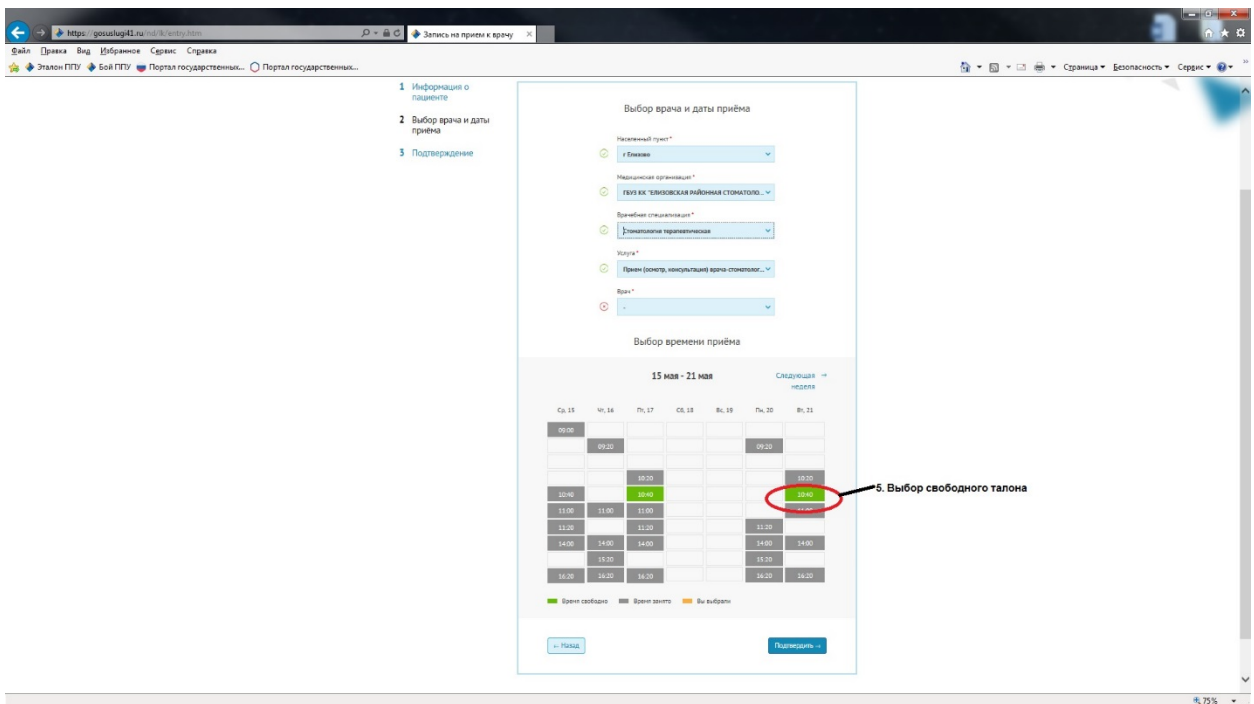 https://gosuslugi41.ru/nd/lk/entry.htm
Запись на прием к врачу
Файл Правка Вид Избранное Сервис Справка
Эталон ППУ Бой ППУ Портал государственных... Портал государственных...
Страница Безопасность Сервис
1 Информация о
пациенте
2 Выбор врача и даты
приёма
3 Подтверждение
Выбор врача и даты приёма
Населенный пункт *
г Елизово
Медицинская организация *
ГБУЗ КК "ЕЛИЗОВСКАЯ РАЙОННАЯ СТОМАТОЛО...
Врачебная специализация *
Стоматология терапевтическая
Услуга *
Прием (осмотр, консультация) врача-стоматолог...
Врач *
-
Выбор времени приёма
15 мая - 21 мая
Следующая →
неделя
Ср, 15 Чт, 16 Пт, 17 Сб, 18 Вс, 19 Пн, 20 Вт, 21
09:00
09:20 09:20
10:20 10:20
10:40 10:40 10:40
11:00 11:00 11:00 11:00
11:20 11:20 11:20
14:00 14:00 14:00 14:00 14:00
15:20 15:20
16:20 16:20 16:20 16:20 16:20
5. Выбор свободного талона
Время свободно Время занято Вы выбрали
← Назад
Подтвердить →
75%